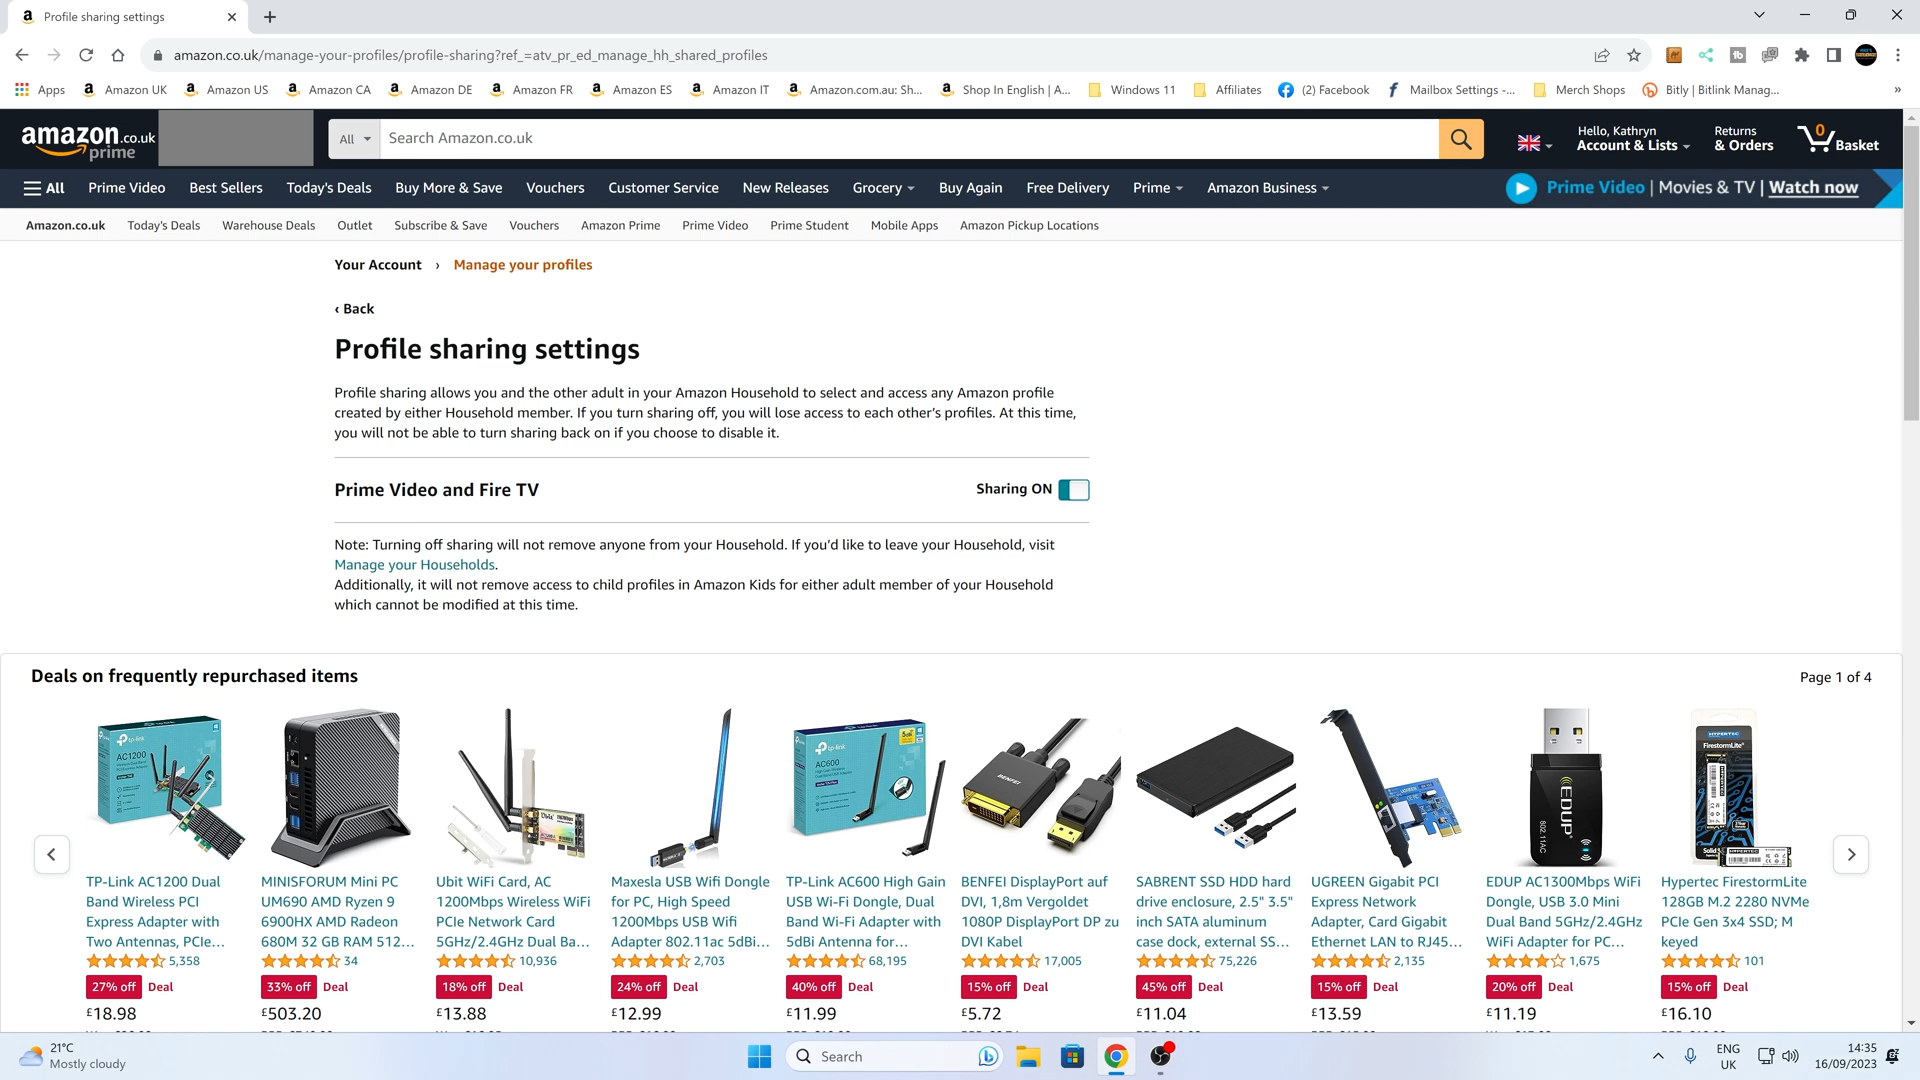 Profile sharing settings
amazon.co.uk/manage-your-profiles/profile-sharing?ref_=atv_pr_ed_manage_hh_shared_profiles
Apps Amazon UK Amazon US Amazon CA Amazon DE Amazon FR Amazon ES Amazon IT Amazon.com.au: Sh... Shop In English | A... Windows 11 Affiliates (2) Facebook Mailbox Settings -... Merch Shops Bitly | Bitlink Manag... »
amazon.co.uk
prime
All
Search Amazon.co.uk
Hello, Kathryn
Account & Lists
Returns
& Orders
0
Basket
All Prime Video Best Sellers Today's Deals Buy More & Save Vouchers Customer Service New Releases Grocery Buy Again Free Delivery Prime Amazon Business Prime Video | Movies & TV | Watch now
Amazon.co.uk Today's Deals Warehouse Deals Outlet Subscribe & Save Vouchers Amazon Prime Prime Video Prime Student Mobile Apps Amazon Pickup Locations
Your Account › Manage your profiles
‹ Back
Profile sharing settings
Profile sharing allows you and the other adult in your Amazon Household to select and access any Amazon profile
created by either Household member. If you turn sharing off, you will lose access to each other’s profiles. At this time,
you will not be able to turn sharing back on if you choose to disable it.
Prime Video and Fire TV Sharing ON
Note: Turning off sharing will not remove anyone from your Household. If you’d like to leave your Household, visit
Manage your Households.
Additionally, it will not remove access to child profiles in Amazon Kids for either adult member of your Household
which cannot be modified at this time.
Deals on frequently repurchased items Page 1 of 4
TP-Link AC1200 Dual
Band Wireless PCI
Express Adapter with
Two Antennas, PCIe...
5,358
27% off Deal
£18.98
MINISFORUM Mini PC
UM690 AMD Ryzen 9
6900HX AMD Radeon
680M 32 GB RAM 512...
34
33% off Deal
£503.20
Ubit WiFi Card, AC
1200Mbps Wireless WiFi
PCIe Network Card
5GHz/2.4GHz Dual Ba...
10,936
18% off Deal
£13.88
Maxesla USB Wifi Dongle
for PC, High Speed
1200Mbps USB Wifi
Adapter 802.11ac 5dBi...
2,703
24% off Deal
£12.99
TP-Link AC600 High Gain
USB Wi-Fi Dongle, Dual
Band Wi-Fi Adapter with
5dBi Antenna for...
68,195
40% off Deal
£11.99
BENFEI DisplayPort auf
DVI, 1,8m Vergoldet
1080P DisplayPort DP zu
DVI Kabel
17,005
15% off Deal
£5.72
SABRENT SSD HDD hard
drive enclosure, 2.5" 3.5"
inch SATA aluminum
case dock, external SS...
75,226
45% off Deal
£11.04
UGREEN Gigabit PCI
Express Network
Adapter, Card Gigabit
Ethernet LAN to RJ45...
2,135
15% off Deal
£13.59
EDUP AC1300Mbps WiFi
Dongle, USB 3.0 Mini
Dual Band 5GHz/2.4GHz
WiFi Adapter for PC...
1,675
20% off Deal
£11.19
Hypertec FirestormLite
128GB M.2 2280 NVMe
PCIe Gen 3x4 SSD; M
keyed
101
15% off Deal
£16.10
21°C
Mostly cloudy
Search
ENG
UK
14:35
16/09/2023